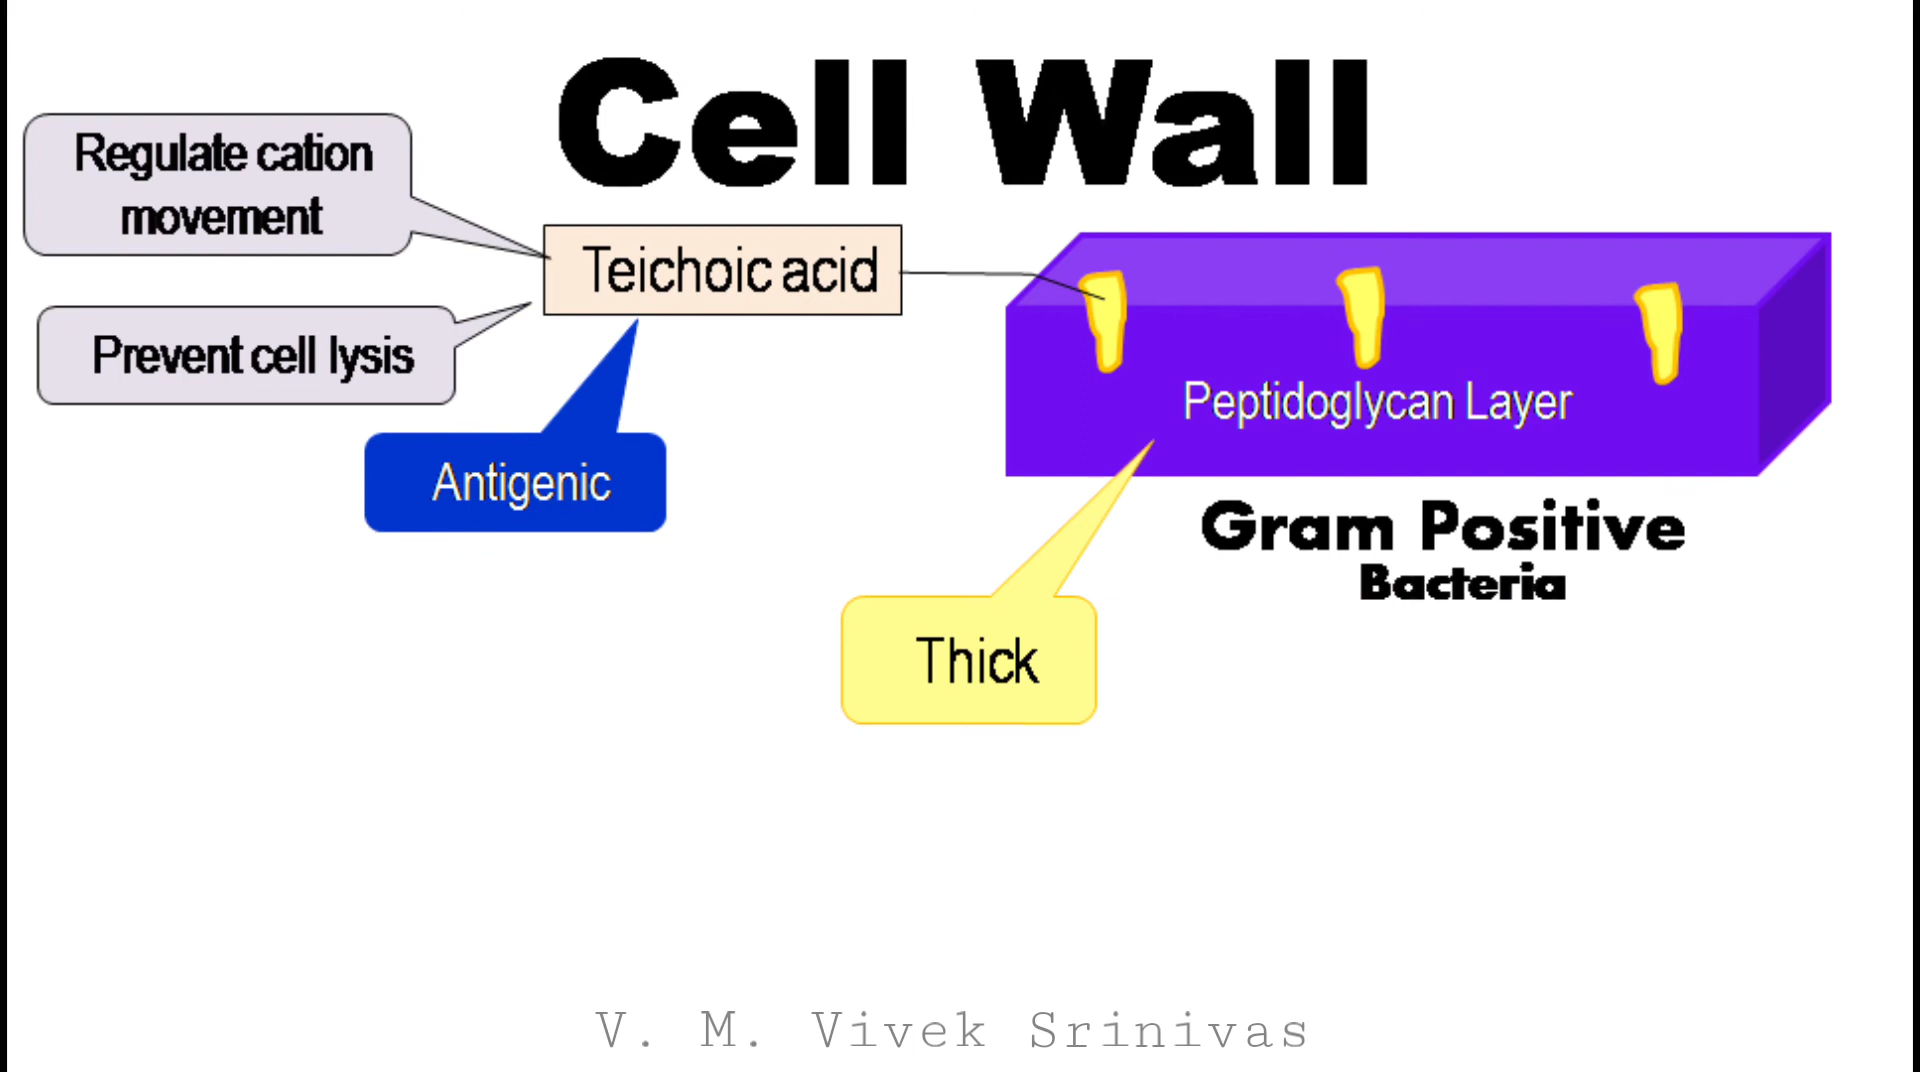 Cell Wall
Regulate cation
movement
Teichoic acid
Prevent cell lysis
Peptidoglycan Layer
Antigenic
Gram Positive
Bacteria
Thick
V. M. Vivek Srinivas